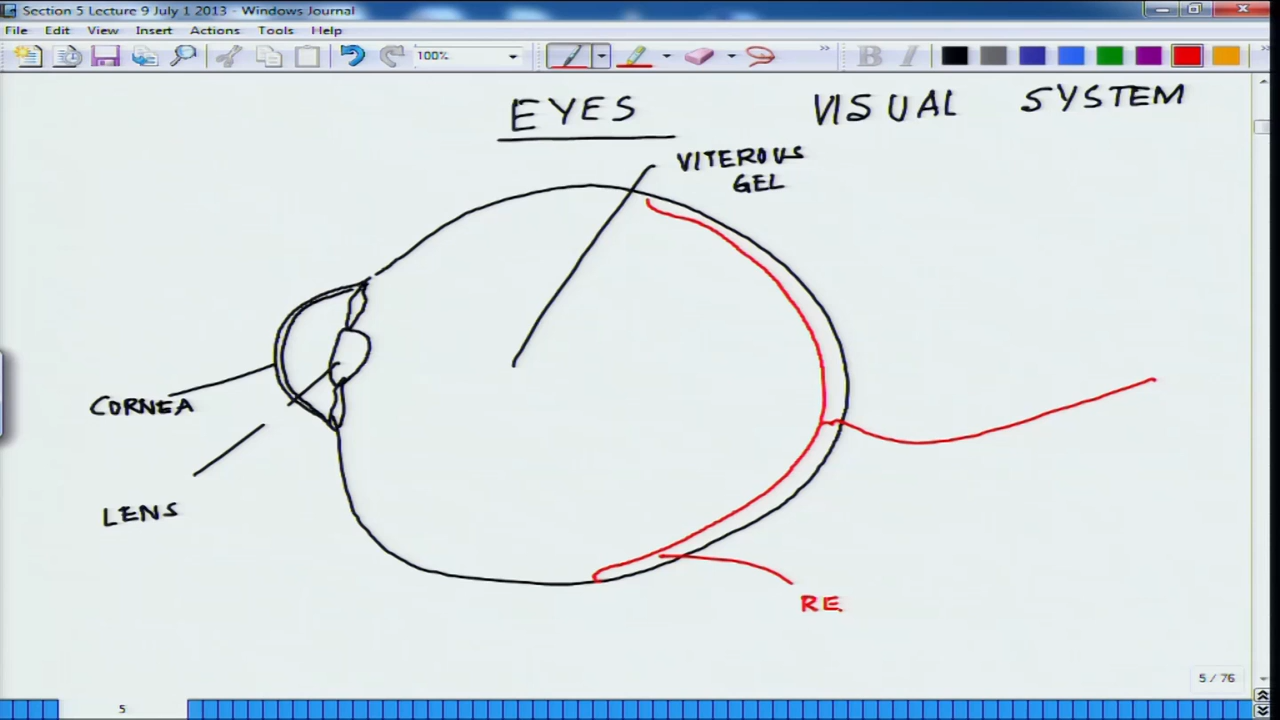 Section 5 Lecture 9 July 1 2013 - Windows Journal
File Edit View Insert Actions Tools Help
100%
B I
EYES
VISUAL SYSTEM
VITEROUS
GEL
CORNEA
LENS
RE
5 / 76
5